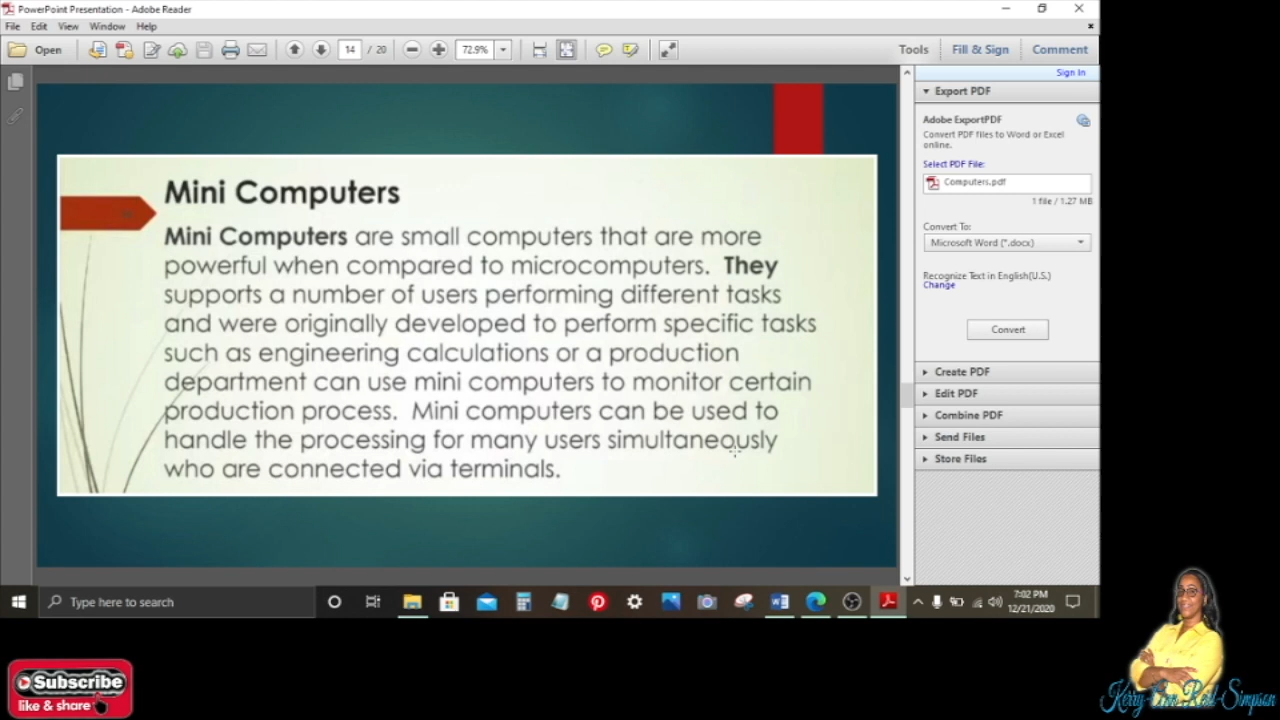 PowerPoint Presentation - Adobe Reader
File Edit View Window Help
Open 14 / 20 72.9% Tools Fill & Sign Comment
Sign In
Export PDF
Adobe ExportPDF
Convert PDF files to Word or Excel
online.
Select PDF File:
Computers.pdf
1 file / 1.27 MB
Convert To:
Microsoft Word (*.docx)
Recognize Text in English(U.S.)
Change
Convert
Create PDF
Edit PDF
Combine PDF
Send Files
Store Files
Mini Computers
Mini Computers are small computers that are more
powerful when compared to microcomputers. They
supports a number of users performing different tasks
and were originally developed to perform specific tasks
such as engineering calculations or a production
department can use mini computers to monitor certain
production process. Mini computers can be used to
handle the processing for many users simultaneously
who are connected via terminals.
Type here to search
7:02 PM
12/21/2020
Subscribe
like & share
Kerry-Ann Reid-Simpson